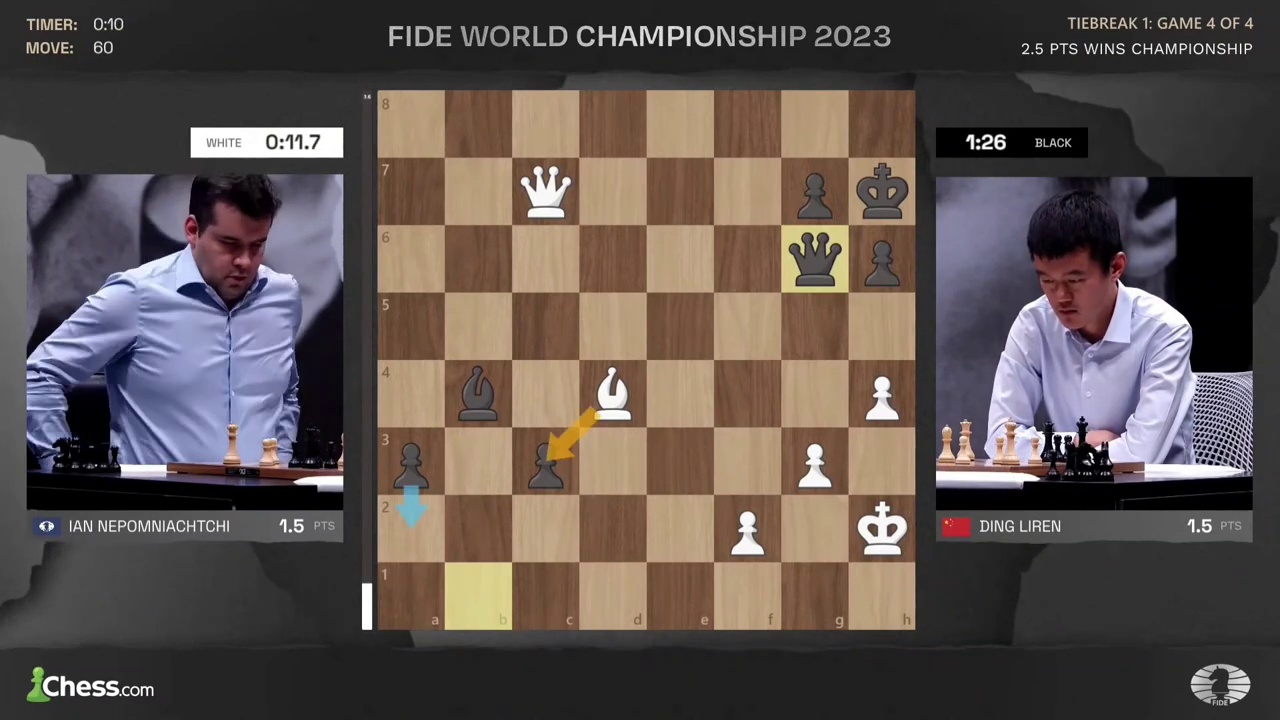 TIMER: 0:10
MOVE: 60
FIDE WORLD CHAMPIONSHIP 2023
TIEBREAK 1: GAME 4 OF 4
2.5 PTS WINS CHAMPIONSHIP
WHITE 0:11.7
1:26 BLACK
8
7
6
5
4
3
2
1
a b c d e f g h
IAN NEPOMNIACHTCHI 1.5 PTS
DING LIREN 1.5 PTS
Chess.com
FIDE